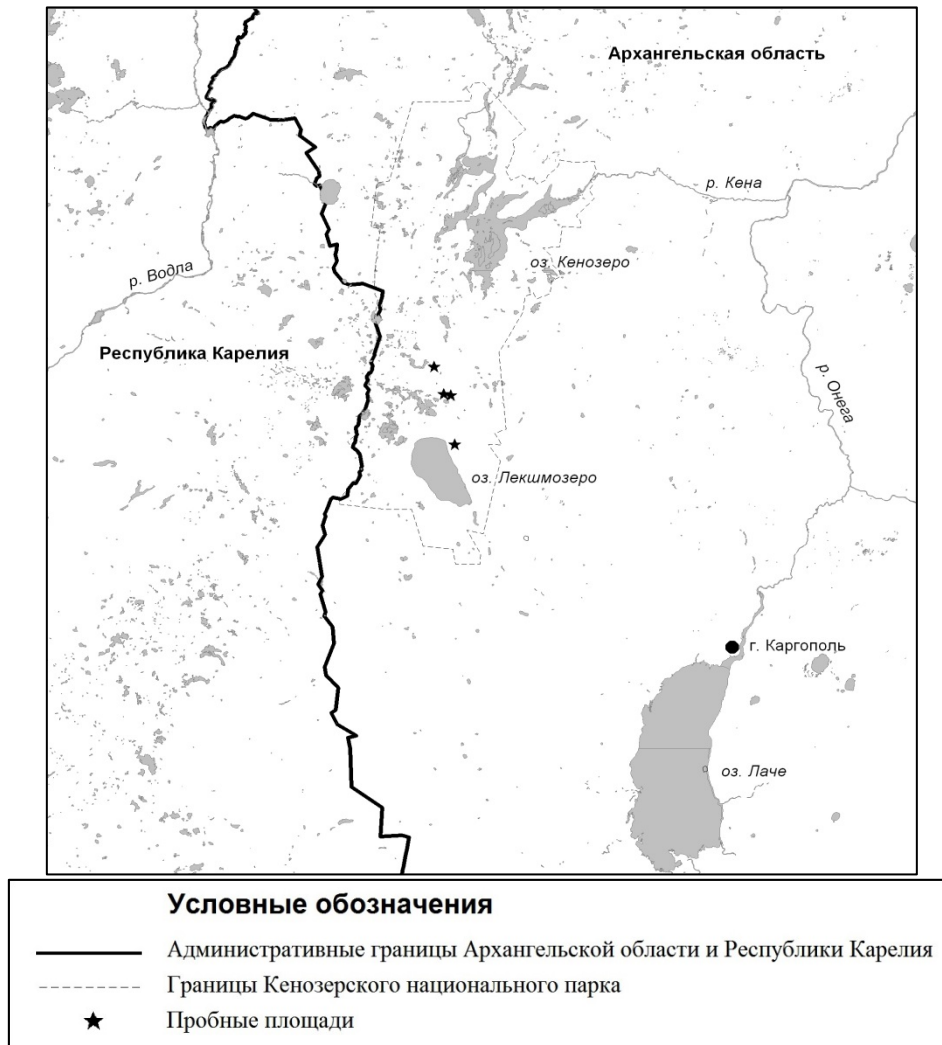 Архангельская область
р. Кена
оз. Кенозеро
р. Водла
Республика Карелия
р. Онега
оз. Лекшмозеро
г. Каргополь
оз. Лаче
Условные обозначения
Административные границы Архангельской области и Республики Карелия
Границы Кенозерского национального парка
Пробные площади